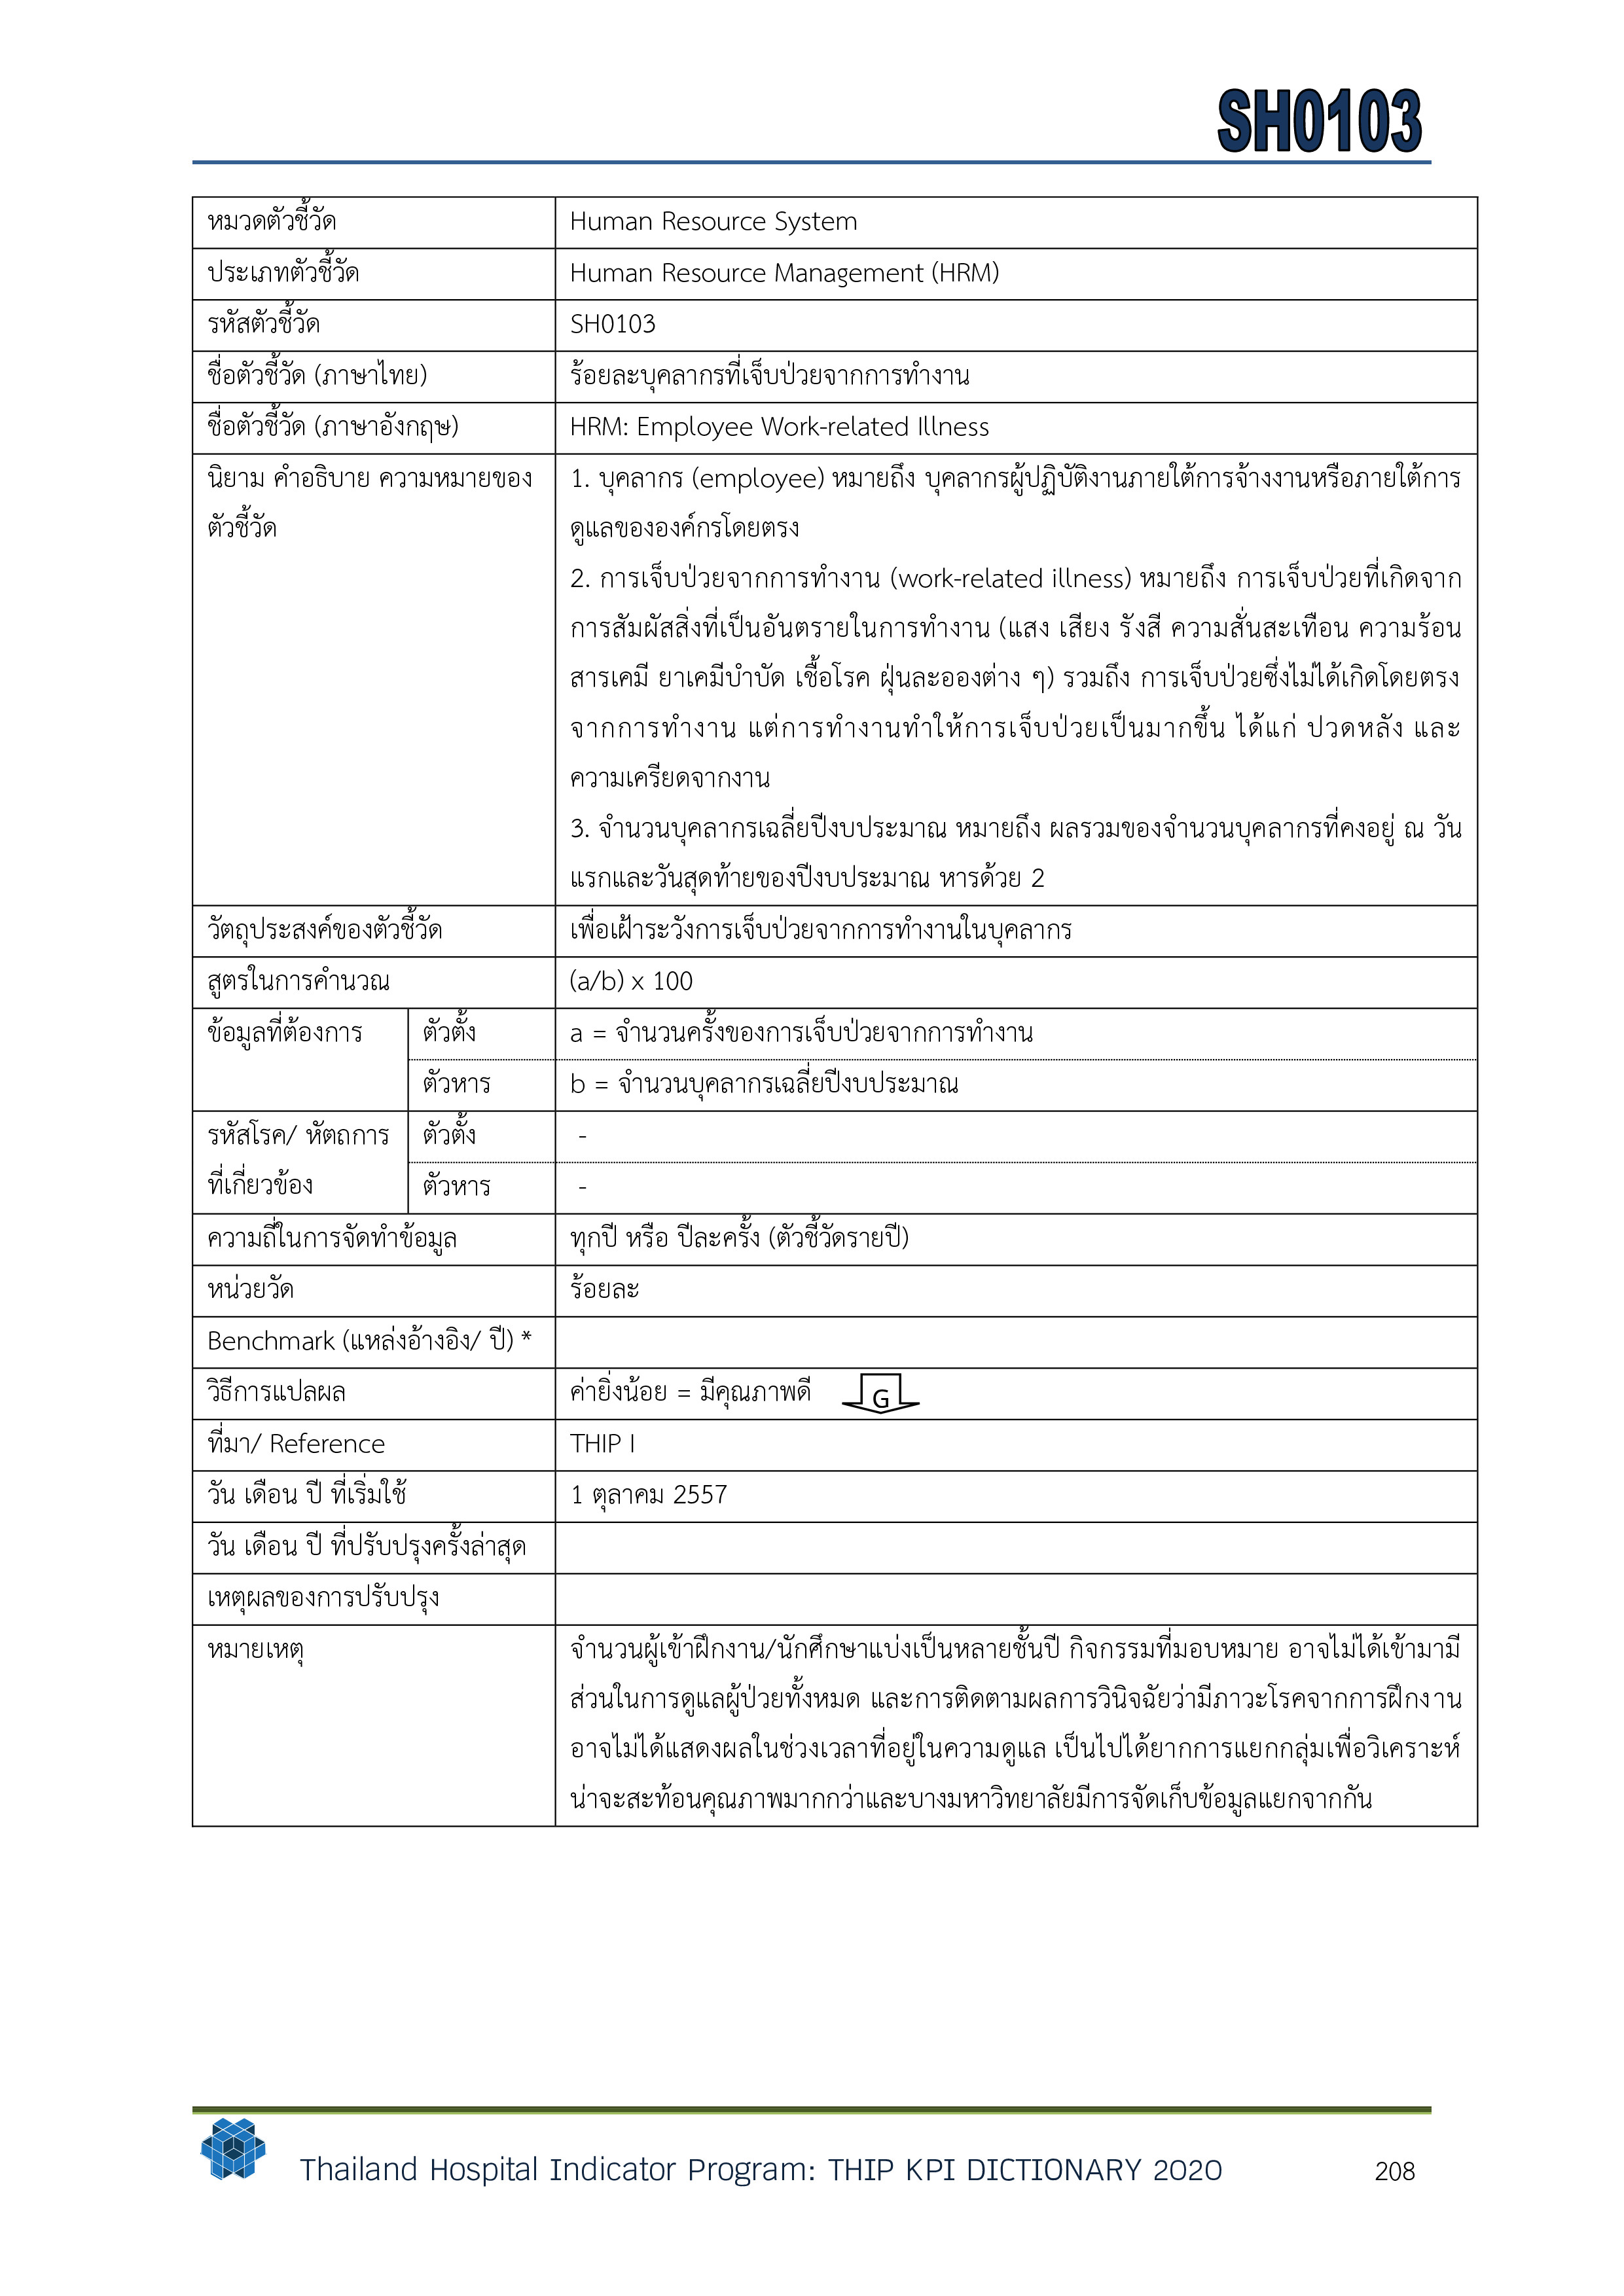 SH0103
หมวดตัวชี้วัด Human Resource System
ประเภทตัวชี้วัด Human Resource Management (HRM)
รหัสตัวชี้วัด SH0103
ชื่อตัวชี้วัด (ภาษาไทย) ร้อยละบุคลากรที่เจ็บป่วยจากการทำงาน
ชื่อตัวชี้วัด (ภาษาอังกฤษ) HRM: Employee Work-related Illness
นิยาม คำอธิบาย ความหมายของ
ตัวชี้วัด
1. บุคลากร (employee) หมายถึง บุคลากรผู้ปฏิบัติงานภายใต้การจ้างงานหรือภายใต้การ
ดูแลขององค์กรโดยตรง
2. การเจ็บป่วยจากการทำงาน (work-related illness) หมายถึง การเจ็บป่วยที่เกิดจาก
การสัมผัสสิ่งที่เป็นอันตรายในการทำงาน (แสง เสียง รังสี ความสั่นสะเทือน ความร้อน
สารเคมี ยาเคมีบำบัด เชื้อโรค ฝุ่นละอองต่าง ๆ) รวมถึง การเจ็บป่วยซึ่งไม่ได้เกิดโดยตรง
จากการทำงาน แต่การทำงานทำให้การเจ็บป่วยเป็นมากขึ้น ได้แก่ ปวดหลัง และ
ความเครียดจากงาน
3. จำนวนบุคลากรเฉลี่ยปีงบประมาณ หมายถึง ผลรวมของจำนวนบุคลากรที่คงอยู่ ณ วัน
แรกและวันสุดท้ายของปีงบประมาณ หารด้วย 2
วัตถุประสงค์ของตัวชี้วัด เพื่อเฝ้าระวังการเจ็บป่วยจากการทำงานในบุคลากร
สูตรในการคำนวณ (a/b) x 100
ข้อมูลที่ต้องการ ตัวตั้ง a = จำนวนครั้งของการเจ็บป่วยจากการทำงาน
ตัวหาร b = จำนวนบุคลากรเฉลี่ยปีงบประมาณ
รหัสโรค/ หัตถการ ตัวตั้ง -
ที่เกี่ยวข้อง ตัวหาร -
ความถี่ในการจัดทำข้อมูล ทุกปี หรือ ปีละครั้ง (ตัวชี้วัดรายปี)
หน่วยวัด ร้อยละ
Benchmark (แหล่งอ้างอิง/ ปี) *
วิธีการแปลผล ค่ายิ่งน้อย = มีคุณภาพดี G
ที่มา/ Reference THIP I
วัน เดือน ปี ที่เริ่มใช้ 1 ตุลาคม 2557
วัน เดือน ปี ที่ปรับปรุงครั้งล่าสุด
เหตุผลของการปรับปรุง
หมายเหตุ จำนวนผู้เข้าฝึกงาน/นักศึกษาแบ่งเป็นหลายชั้นปี กิจกรรมที่มอบหมาย อาจไม่ได้เข้ามามี
ส่วนในการดูแลผู้ป่วยทั้งหมด และการติดตามผลการวินิจฉัยว่ามีภาวะโรคจากการฝึกงาน
อาจไม่ได้แสดงผลในช่วงเวลาที่อยู่ในความดูแล เป็นไปได้ยากการแยกกลุ่มเพื่อวิเคราะห์
น่าจะสะท้อนคุณภาพมากกว่าและบางมหาวิทยาลัยมีการจัดเก็บข้อมูลแยกจากกัน
Thailand Hospital Indicator Program: THIP KPI DICTIONARY 2020 208